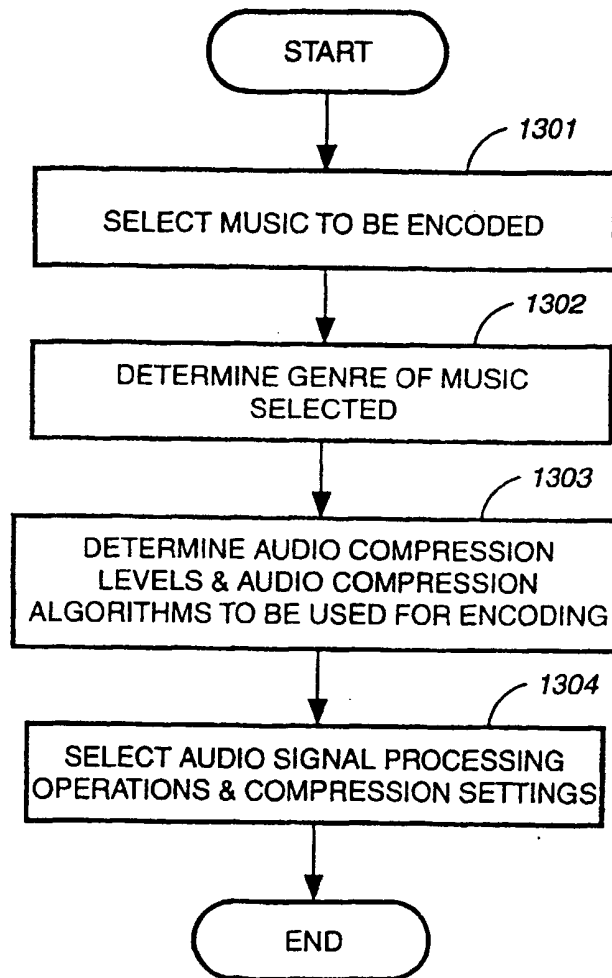 START
1301
SELECT MUSIC TO BE ENCODED
1302
DETERMINE GENRE OF MUSIC
SELECTED
1303
DETERMINE AUDIO COMPRESSION
LEVELS & AUDIO COMPRESSION
ALGORITHMS TO BE USED FOR ENCODING
1304
SELECT AUDIO SIGNAL PROCESSING
OPERATIONS & COMPRESSION SETTINGS
END